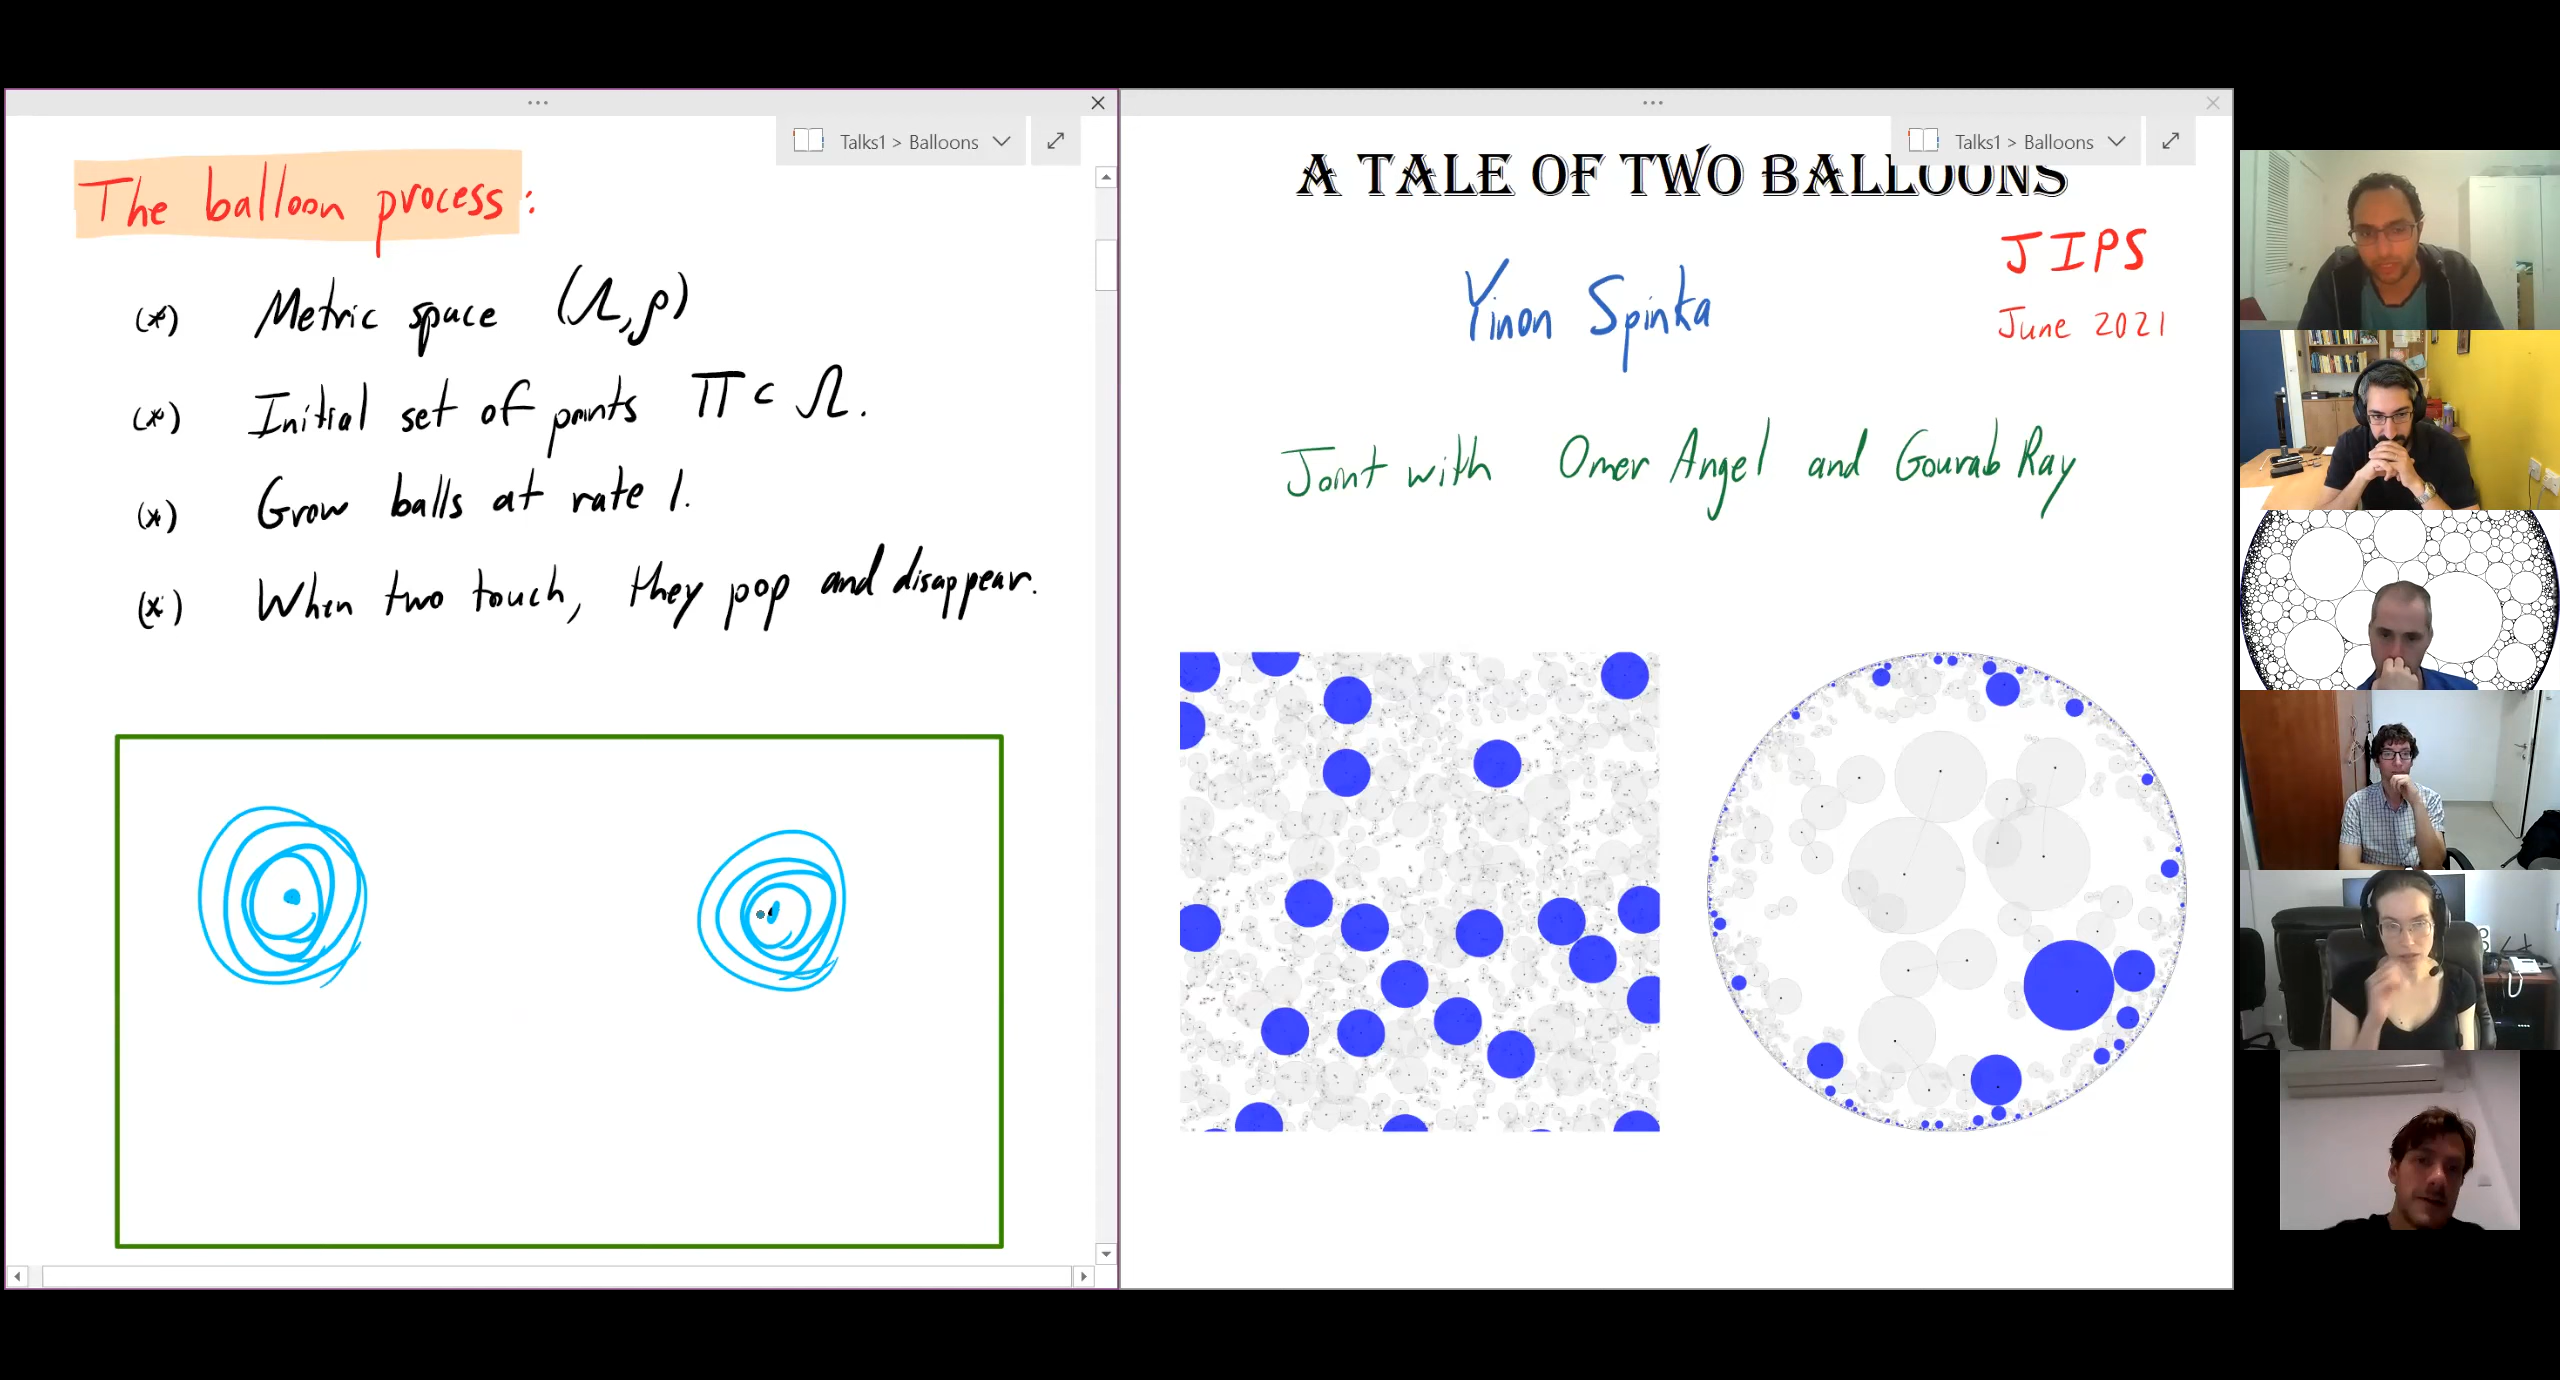 Talks1 > Balloons
The balloon process:
(*) Metric space (Ω,ρ)
(*) Initial set of points Π ⊂ Ω.
(*) Grow balls at rate 1.
(*) When two touch, they pop and disappear.
Talks1 > Balloons
A TALE OF TWO BALLOONS
JIPS
June 2021
Yinon Spinka
Joint with Omer Angel and Gourab Ray